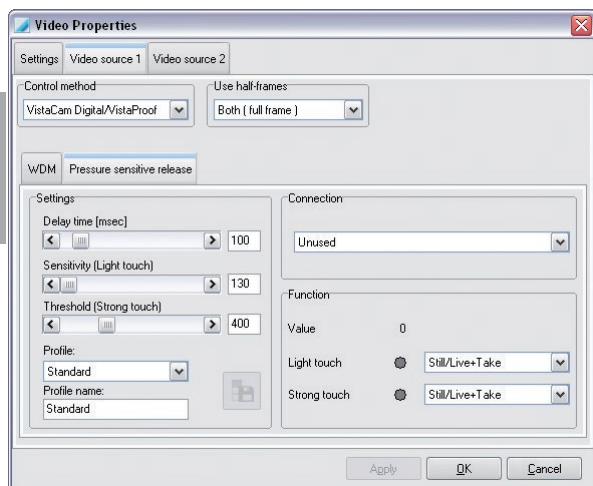 Video Properties
Settings Video source 1 Video source 2
Control method
VistaCam Digital/VistaProof
Use half-frames
Both ( full frame )
WDM Pressure sensitive release
Settings
Delay time [msec]
100
Sensitivity (Light touch)
130
Threshold (Strong touch)
400
Profile:
Standard
Profile name:
Standard
Connection
Unused
Function
Value 0
Light touch Still/Live+Take
Strong touch Still/Live+Take
Apply OK Cancel